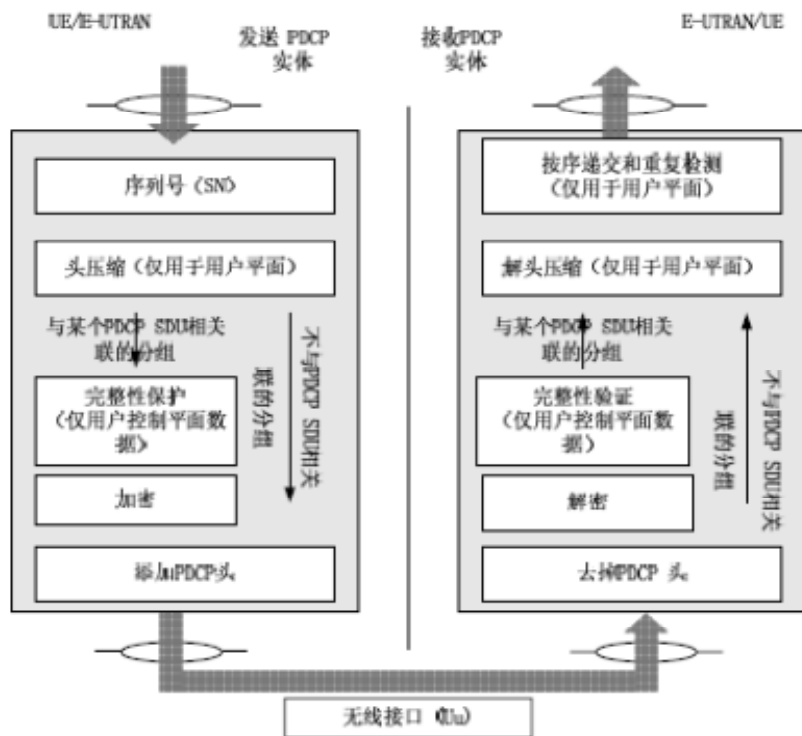 UE/E-UTRAN
发送 PDCP
实体
接收PDCP
实体
E-UTRAN/UE
序列号（SN）
头压缩（仅用于用户平面）
与某个PDCP SDU相关
联的分组
不与PDCP SDU相关
联的分组
完整性保护
（仅用户控制平面数
据）
加密
添加PDCP头
按序递交和重复检测
（仅用于用户平面）
解头压缩（仅用于用户平面）
与某个PDCP SDU相关
联的分组
不与PDCP SDU相关
联的分组
完整性验证
（仅用户控制平面数
据）
解密
去掉PDCP 头
无线接口（Uu）